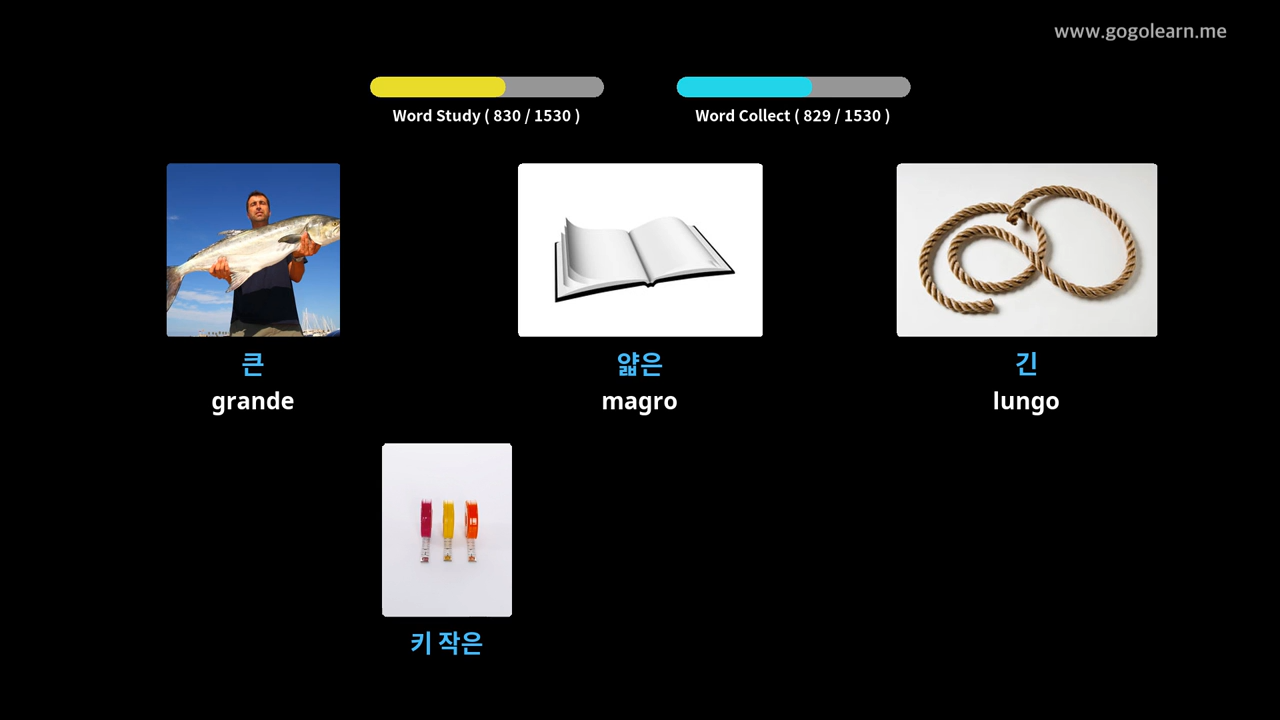 www.gogolearn.me
Word Study ( 830 / 1530 )
Word Collect ( 829 / 1530 )
큰
grande
얇은
magro
긴
lungo
키 작은